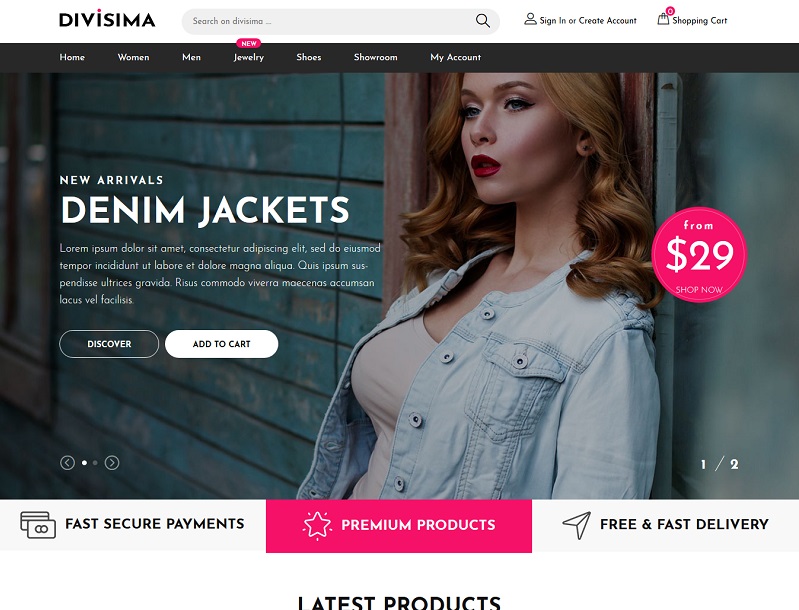 DIVISIMA
Search on divisima ....
Sign In or Create Account
0
Shopping Cart
NEW
Home
Women
Men
Jewelry
Shoes
Showroom
My Account
NEW ARRIVALS
DENIM JACKETS
Lorem ipsum dolor sit amet, consectetur adipiscing elit, sed do eiusmod
tempor incididunt ut labore et dolore magna aliqua. Quis ipsum sus-
pendisse ultrices gravida. Risus commodo viverra maecenas accumsan
lacus vel facilisis.
from
$29
SHOP NOW
DISCOVER
ADD TO CART
1 / 2
FAST SECURE PAYMENTS
PREMIUM PRODUCTS
FREE & FAST DELIVERY
LATEST PRODUCTS